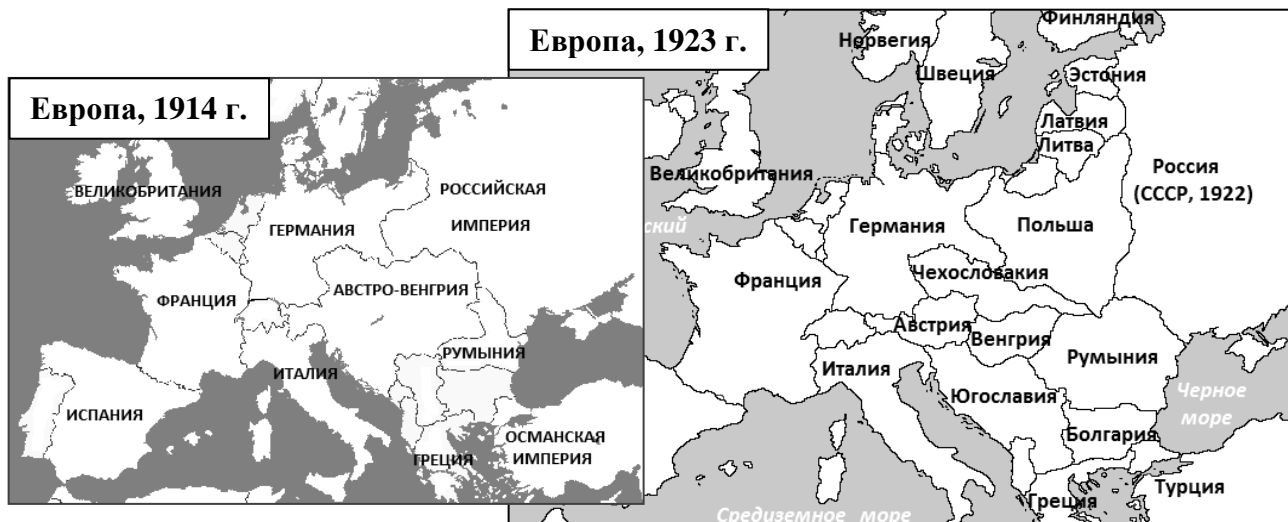 Европа, 1914 г.
ВЕЛИКОБРИТАНИЯ
РОССИЙСКАЯ
ИМПЕРИЯ
ГЕРМАНИЯ
АВСТРО-ВЕНГРИЯ
ФРАНЦИЯ
РУМЫНИЯ
ИТАЛИЯ
ИСПАНИЯ
ГРЕЦИЯ
ОСМАНСКАЯ
ИМПЕРИЯ
Европа, 1923 г.
Финляндия
Норвегия
Швеция
Эстония
Латвия
Литва
Великобритания
Россия
(СССР, 1922)
ский
Германия
Польша
Франция
Чехословакия
Австрия
Венгрия
Румыния
Италия
Югославия
Черное
море
Болгария
Греция
Турция
Средиземное море